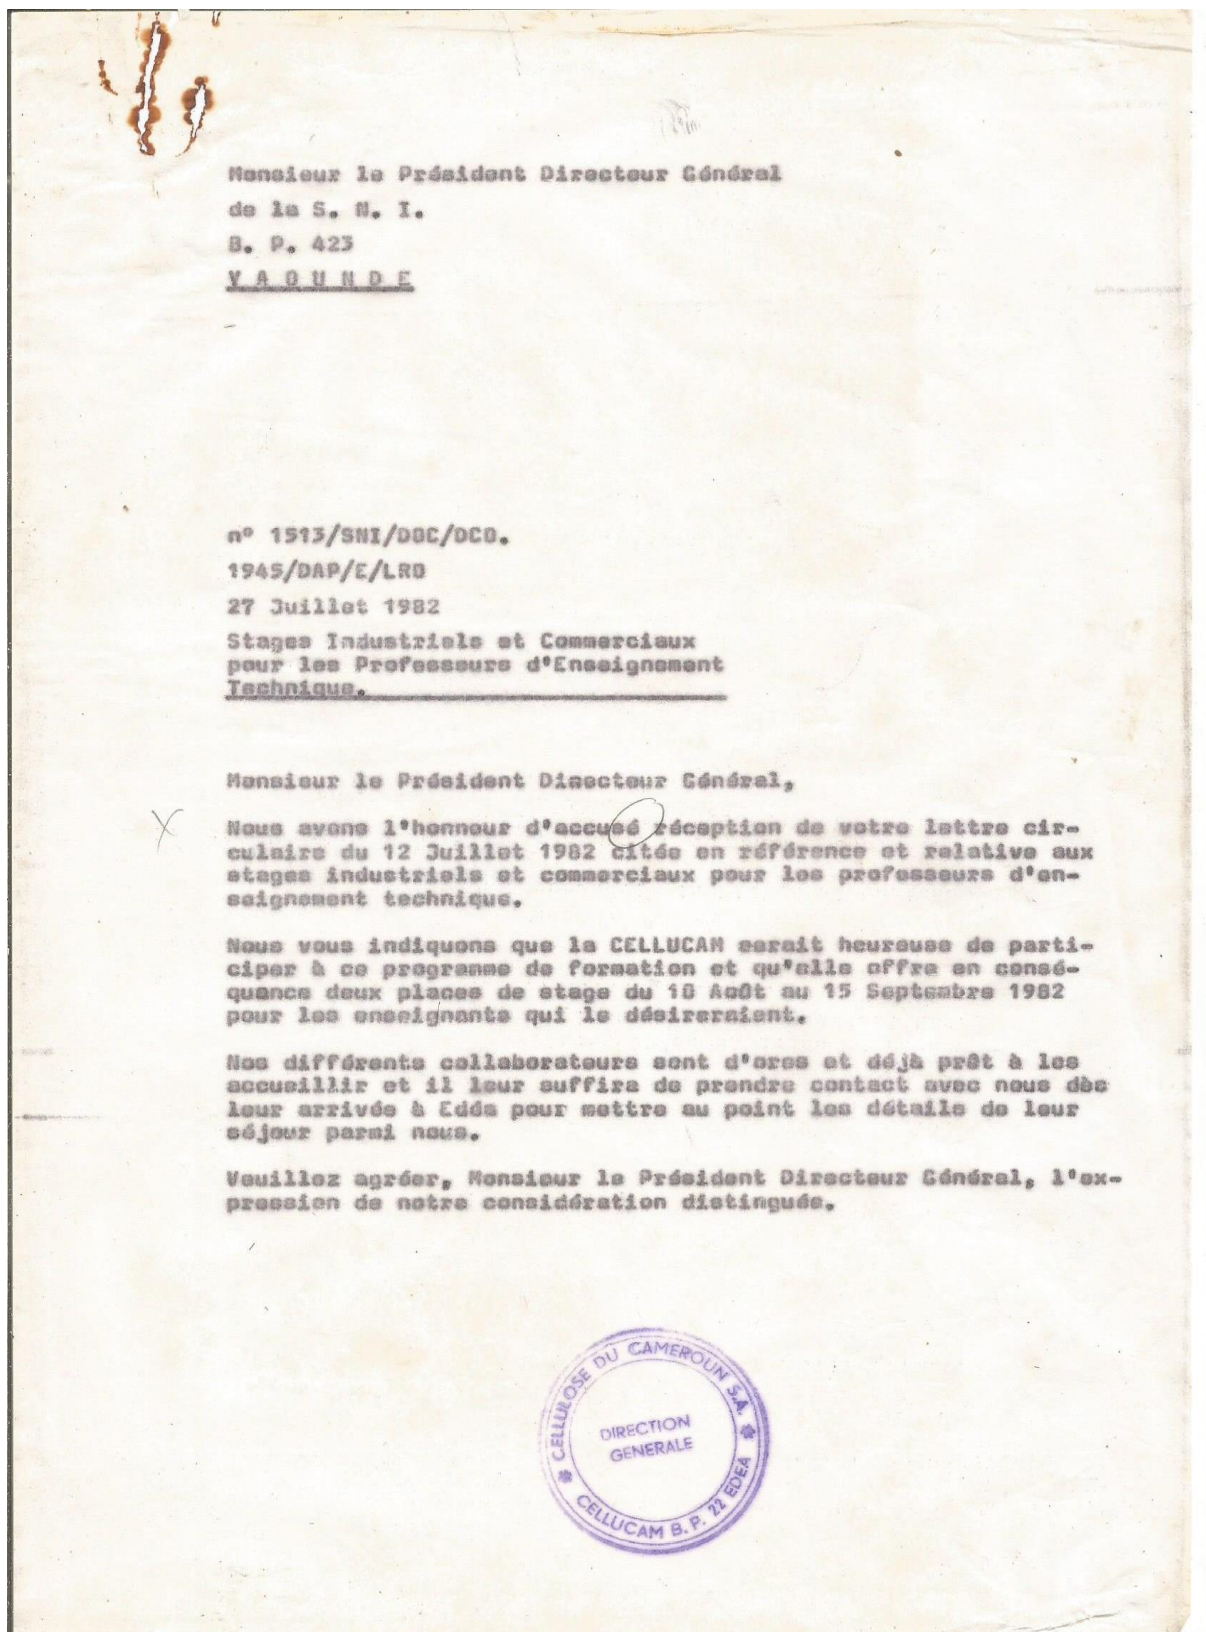 Monsieur le Président Directeur Général
de la S. N. I.
B. P. 423
Y A O U N D E
nº 1513/SNI/DOC/DCO.
1945/DAP/E/LRO
27 Juillet 1982
Stages Industriels et Commerciaux
pour les Professeurs d'Enseignement
Technique.
Monsieur le Président Directeur Général,
X
Nous avons l'honneur d'accusé réception de votre lettre cir-
culaire du 12 Juillet 1982 citée en référence et relative aux
stages industriels et commerciaux pour les professeurs d'en-
seignement technique.
Nous vous indiquons que la CELLUCAM serait heureuse de parti-
ciper à ce programme de formation et qu'elle offre en consé-
quence deux places de stage du 18 Août au 15 Septembre 1982
pour les enseignants qui le désireraient.
Nos différents collaborateurs sont d'ores et déjà prêt à les
accueillir et il leur suffira de prendre contact avec nous dès
leur arrivée à Edéa pour mettre au point les détails de leur
séjour parmi nous.
Veuillez agréer, Monsieur le Président Directeur Général, l'ex-
pression de notre considération distinguée.
CELLULOSE DU CAMEROUN S.A.
DIRECTION
GENERALE
CELLUCAM B.P. 22 EDEA